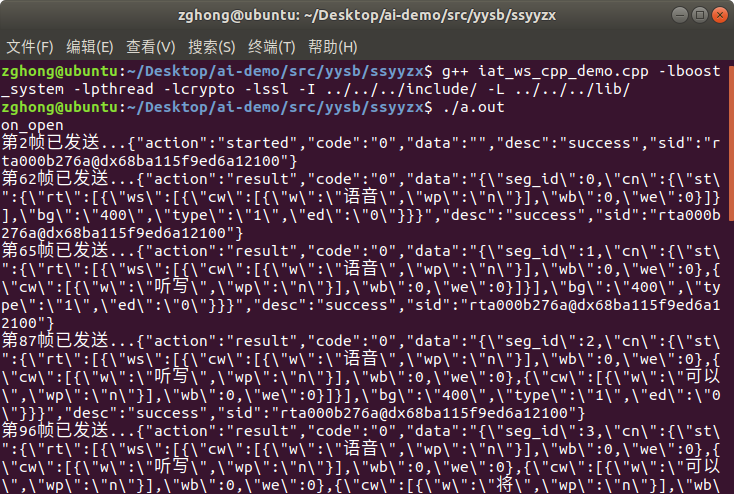 zghong@ubuntu: ~/Desktop/ai-demo/src/yysb/ssyyzx
文件(F) 编辑(E) 查看(V) 搜索(S) 终端(T) 帮助(H)
zghong@ubuntu:~/Desktop/ai-demo/src/yysb/ssyyzx$ g++ iat_ws_cpp_demo.cpp -lboost
_system -lpthread -lcrypto -lssl -I ../../../include/ -L ../../../lib/
zghong@ubuntu:~/Desktop/ai-demo/src/yysb/ssyyzx$ ./a.out
on_open
第2帧已发送...{"action":"started","code":"0","data":"","desc":"success","sid":"r
ta000b276a@dx68ba115f9ed6a12100"}
第62帧已发送...{"action":"result","code":"0","data":"{\"seg_id\":0,\"cn\":{\"st\
":{\"rt\":[{\"ws\":[{\"cw\":[{\"w\":\"语音\",\"wp\":\"n\"}],\"wb\":0,\"we\":0}]}
],\"bg\":\"400\",\"type\":\"1\",\"ed\":\"0\"}}}","desc":"success","sid":"rta000b
276a@dx68ba115f9ed6a12100"}
第65帧已发送...{"action":"result","code":"0","data":"{\"seg_id\":1,\"cn\":{\"st\
":{\"rt\":[{\"ws\":[{\"cw\":[{\"w\":\"语音\",\"wp\":\"n\"}],\"wb\":0,\"we\":0},{
\"cw\":[{\"w\":\"听写\",\"wp\":\"n\"}],\"wb\":0,\"we\":0}]}],\"bg\":\"400\",\"ty
pe\":\"1\",\"ed\":\"0\"}}}","desc":"success","sid":"rta000b276a@dx68ba115f9ed6a1
2100"}
第87帧已发送...{"action":"result","code":"0","data":"{\"seg_id\":2,\"cn\":{\"st\
":{\"rt\":[{\"ws\":[{\"cw\":[{\"w\":\"语音\",\"wp\":\"n\"}],\"wb\":0,\"we\":0},{
\"cw\":[{\"w\":\"听写\",\"wp\":\"n\"}],\"wb\":0,\"we\":0},{\"cw\":[{\"w\":\"可以
\",\"wp\":\"n\"}],\"wb\":0,\"we\":0}]}],\"bg\":\"400\",\"type\":\"1\",\"ed\":\"0
\"}}}","desc":"success","sid":"rta000b276a@dx68ba115f9ed6a12100"}
第96帧已发送...{"action":"result","code":"0","data":"{\"seg_id\":3,\"cn\":{\"st\
":{\"rt\":[{\"ws\":[{\"cw\":[{\"w\":\"语音\",\"wp\":\"n\"}],\"wb\":0,\"we\":0},{
\"cw\":[{\"w\":\"听写\",\"wp\":\"n\"}],\"wb\":0,\"we\":0},{\"cw\":[{\"w\":\"可以
\",\"wp\":\"n\"}],\"wb\":0,\"we\":0},{\"cw\":[{\"w\":\"将\",\"wp\":\"n\"}],\"wb\